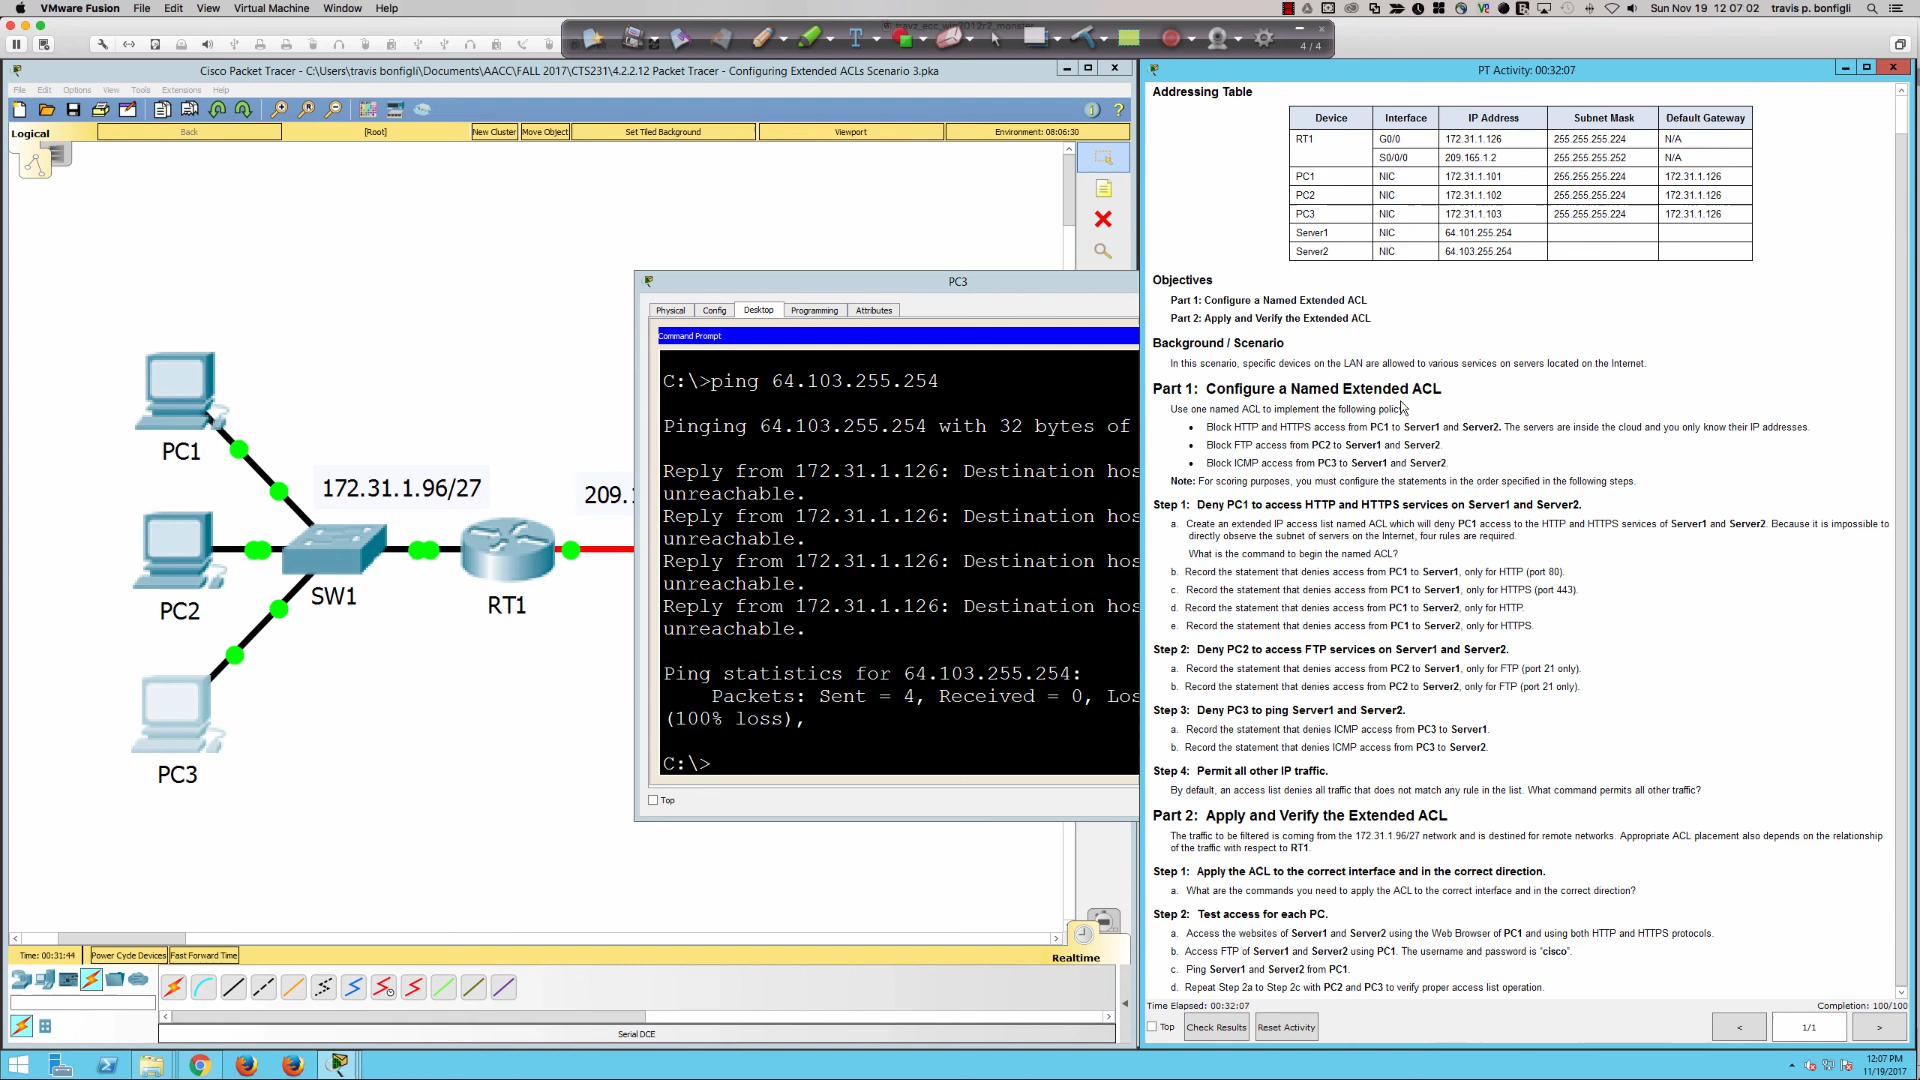 VMware Fusion File Edit View Virtual Machine Window Help
Sun Nov 19 12 07 02 travis p. bonfigli
travz_ecc_win2012r2_monster
4 / 4
Cisco Packet Tracer - C:\Users\travis bonfigli\Documents\AACC\FALL 2017\CTS231\4.2.2.12 Packet Tracer - Configuring Extended ACLs Scenario 3.pka
File Edit Options View Tools Extensions Help
Logical Back [Root] New Cluster Move Object Set Tiled Background Viewport Environment: 08:06:30
PC1
PC2
PC3
172.31.1.96/27
SW1
RT1
209.1
PC3
Physical Config Desktop Programming Attributes
Command Prompt
C:\>ping 64.103.255.254
Pinging 64.103.255.254 with 32 bytes of
Reply from 172.31.1.126: Destination hos
unreachable.
Reply from 172.31.1.126: Destination hos
unreachable.
Reply from 172.31.1.126: Destination hos
unreachable.
Reply from 172.31.1.126: Destination hos
unreachable.
Ping statistics for 64.103.255.254:
Packets: Sent = 4, Received = 0, Los
(100% loss),
C:\>
Top
Time: 00:31:44 Power Cycle Devices Fast Forward Time
Realtime
Serial DCE
PT Activity: 00:32:07
Addressing Table
Device Interface IP Address Subnet Mask Default Gateway
RT1 G0/0 172.31.1.126 255.255.255.224 N/A
S0/0/0 209.165.1.2 255.255.255.252 N/A
PC1 NIC 172.31.1.101 255.255.255.224 172.31.1.126
PC2 NIC 172.31.1.102 255.255.255.224 172.31.1.126
PC3 NIC 172.31.1.103 255.255.255.224 172.31.1.126
Server1 NIC 64.101.255.254
Server2 NIC 64.103.255.254
Objectives
Part 1: Configure a Named Extended ACL
Part 2: Apply and Verify the Extended ACL
Background / Scenario
In this scenario, specific devices on the LAN are allowed to various services on servers located on the Internet.
Part 1: Configure a Named Extended ACL
Use one named ACL to implement the following policy
• Block HTTP and HTTPS access from PC1 to Server1 and Server2. The servers are inside the cloud and you only know their IP addresses.
• Block FTP access from PC2 to Server1 and Server2.
• Block ICMP access from PC3 to Server1 and Server2.
Note: For scoring purposes, you must configure the statements in the order specified in the following steps.
Step 1: Deny PC1 to access HTTP and HTTPS services on Server1 and Server2.
a. Create an extended IP access list named ACL which will deny PC1 access to the HTTP and HTTPS services of Server1 and Server2. Because it is impossible to
directly observe the subnet of servers on the Internet, four rules are required.
What is the command to begin the named ACL?
b. Record the statement that denies access from PC1 to Server1, only for HTTP (port 80).
c. Record the statement that denies access from PC1 to Server1, only for HTTPS (port 443).
d. Record the statement that denies access from PC1 to Server2, only for HTTP.
e. Record the statement that denies access from PC1 to Server2, only for HTTPS.
Step 2: Deny PC2 to access FTP services on Server1 and Server2.
a. Record the statement that denies access from PC2 to Server1, only for FTP (port 21 only).
b. Record the statement that denies access from PC2 to Server2, only for FTP (port 21 only).
Step 3: Deny PC3 to ping Server1 and Server2.
a. Record the statement that denies ICMP access from PC3 to Server1.
b. Record the statement that denies ICMP access from PC3 to Server2.
Step 4: Permit all other IP traffic.
By default, an access list denies all traffic that does not match any rule in the list. What command permits all other traffic?
Part 2: Apply and Verify the Extended ACL
The traffic to be filtered is coming from the 172.31.1.96/27 network and is destined for remote networks. Appropriate ACL placement also depends on the relationship
of the traffic with respect to RT1.
Step 1: Apply the ACL to the correct interface and in the correct direction.
a. What are the commands you need to apply the ACL to the correct interface and in the correct direction?
Step 2: Test access for each PC.
a. Access the websites of Server1 and Server2 using the Web Browser of PC1 and using both HTTP and HTTPS protocols.
b. Access FTP of Server1 and Server2 using PC1. The username and password is “cisco”.
c. Ping Server1 and Server2 from PC1.
d. Repeat Step 2a to Step 2c with PC2 and PC3 to verify proper access list operation.
Time Elapsed: 00:32:07 Completion: 100/100
Top Check Results Reset Activity < 1/1 >
12:07 PM
11/19/2017